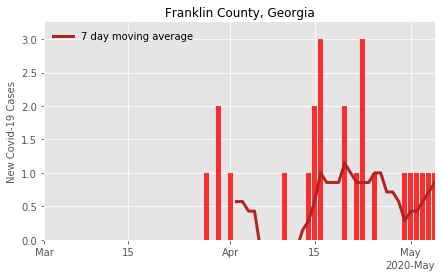 Franklin County, Georgia
7 day moving average
New Covid-19 Cases
3.0
2.5
2.0
1.5
1.0
0.5
0.0
Mar
15
Apr
15
May
2020-May